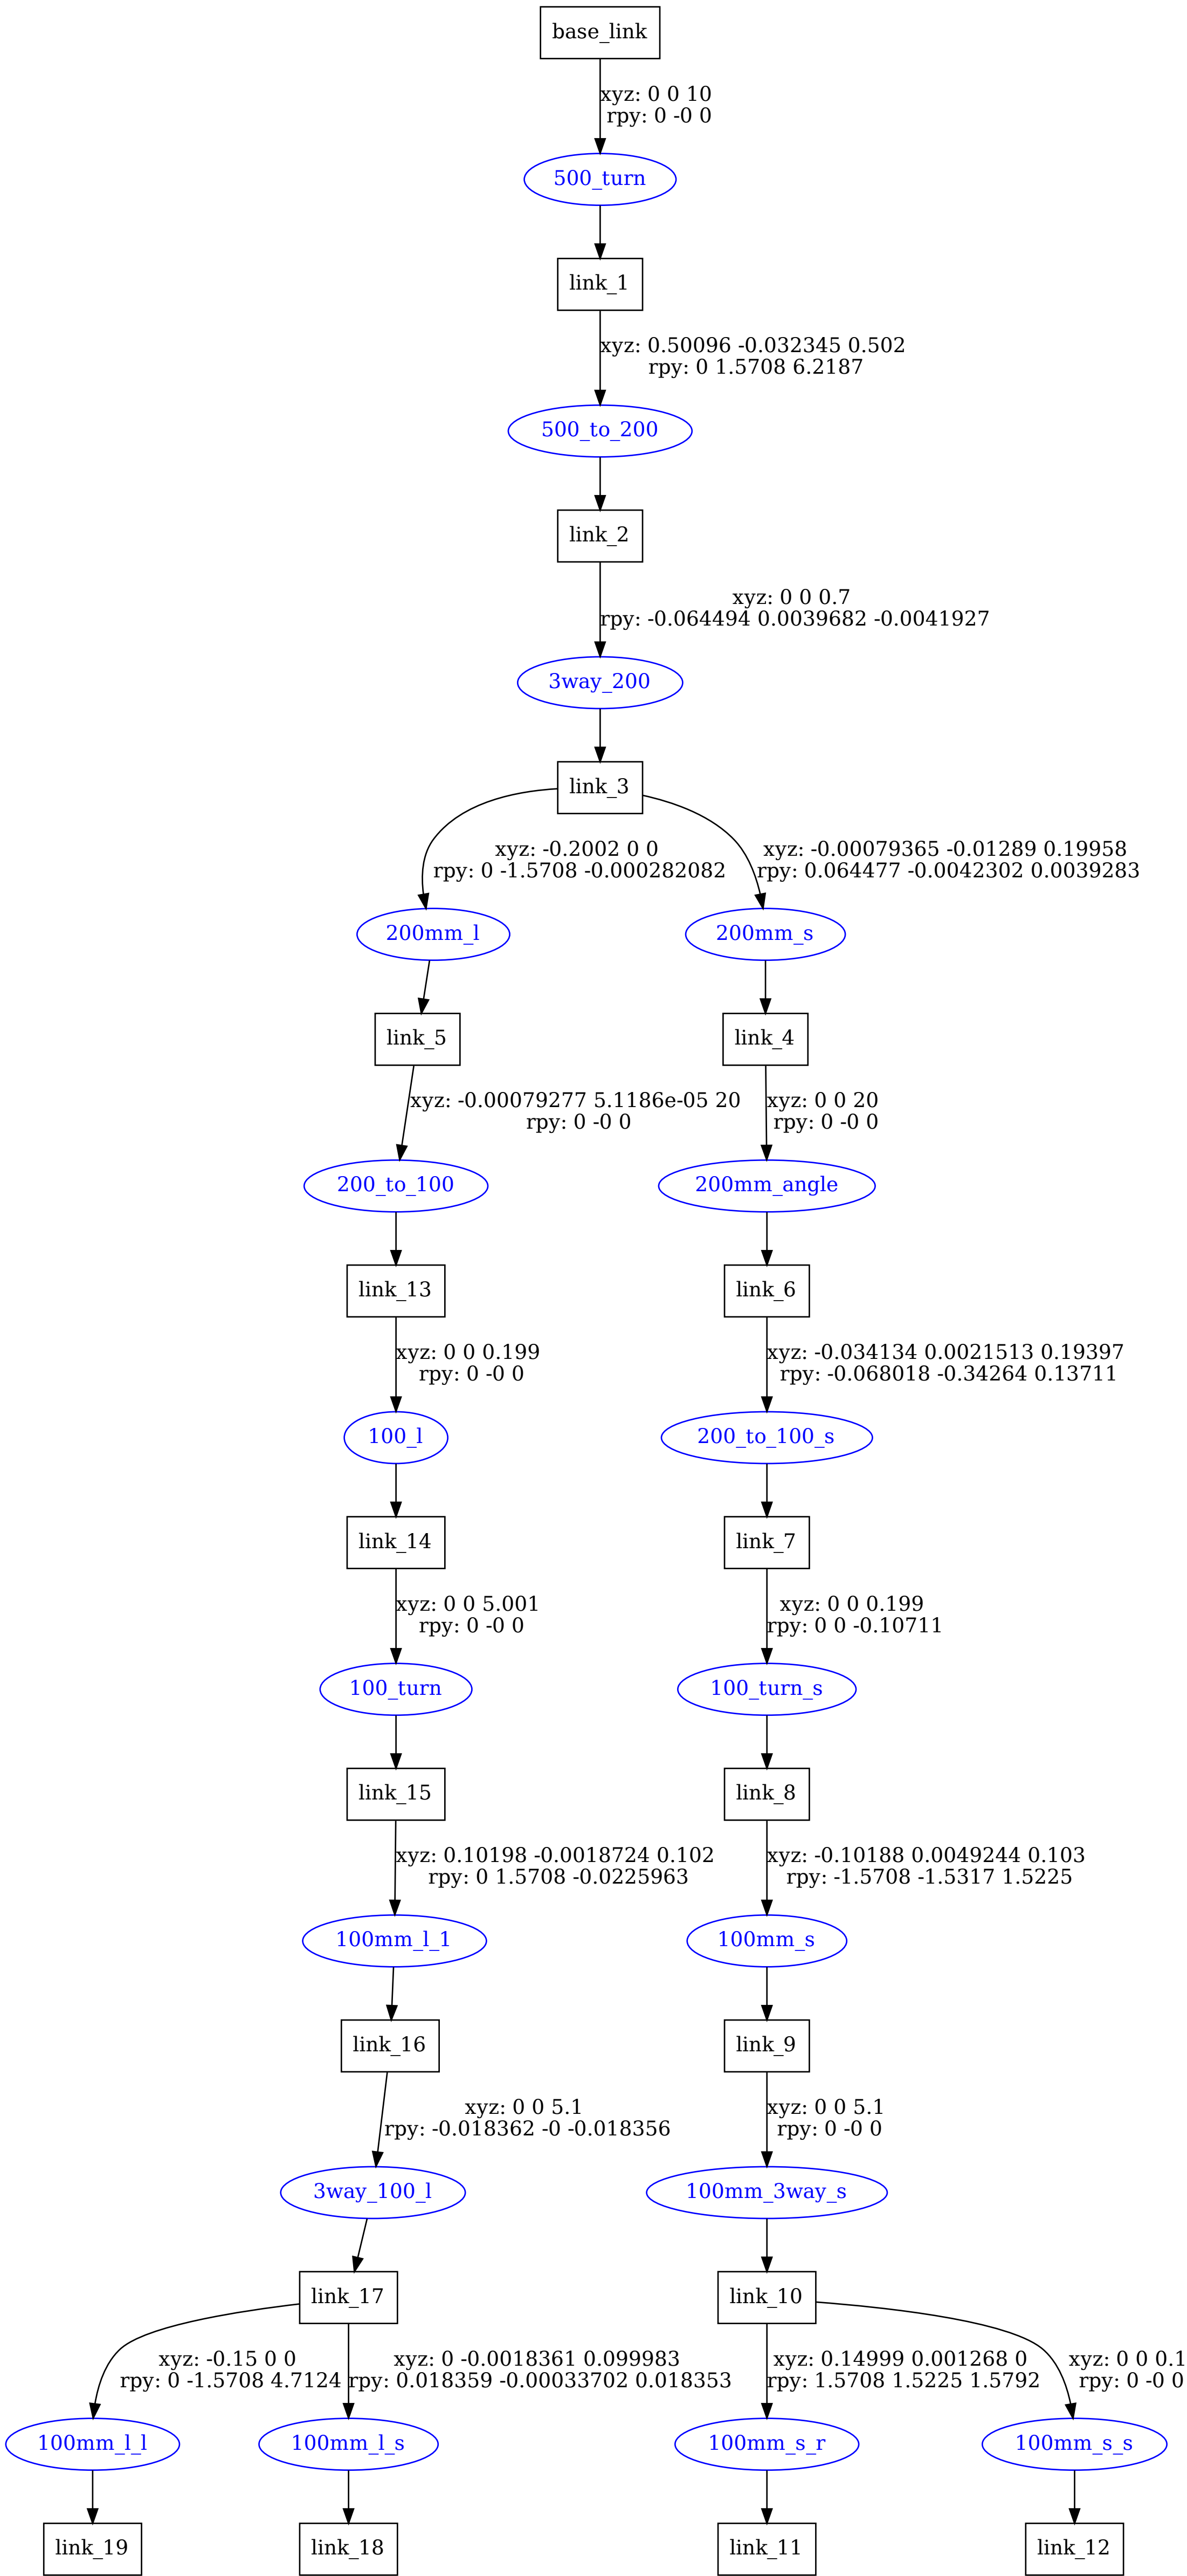 base_link
xyz: 0 0 10
rpy: 0 -0 0
500_turn
link_1
xyz: 0.50096 -0.032345 0.502
rpy: 0 1.5708 6.2187
500_to_200
link_2
xyz: 0 0 0.7
rpy: -0.064494 0.0039682 -0.0041927
3way_200
link_3
xyz: -0.2002 0 0
rpy: 0 -1.5708 -0.000282082
xyz: -0.00079365 -0.01289 0.19958
rpy: 0.064477 -0.0042302 0.0039283
200mm_l
200mm_s
link_5
link_4
xyz: -0.00079277 5.1186e-05 20
rpy: 0 -0 0
xyz: 0 0 20
rpy: 0 -0 0
200_to_100
200mm_angle
link_13
link_6
xyz: 0 0 0.199
rpy: 0 -0 0
xyz: -0.034134 0.0021513 0.19397
rpy: -0.068018 -0.34264 0.13711
100_l
200_to_100_s
link_14
link_7
xyz: 0 0 5.001
rpy: 0 -0 0
xyz: 0 0 0.199
rpy: 0 0 -0.10711
100_turn
100_turn_s
link_15
link_8
xyz: 0.10198 -0.0018724 0.102
rpy: 0 1.5708 -0.0225963
xyz: -0.10188 0.0049244 0.103
rpy: -1.5708 -1.5317 1.5225
100mm_l_1
100mm_s
link_16
link_9
xyz: 0 0 5.1
rpy: -0.018362 -0 -0.018356
xyz: 0 0 5.1
rpy: 0 -0 0
3way_100_l
100mm_3way_s
link_17
link_10
xyz: -0.15 0 0
rpy: 0 -1.5708 4.7124
xyz: 0 -0.0018361 0.099983
rpy: 0.018359 -0.00033702 0.018353
xyz: 0.14999 0.001268 0
rpy: 1.5708 1.5225 1.5792
xyz: 0 0 0.1
rpy: 0 -0 0
100mm_l_l
100mm_l_s
100mm_s_r
100mm_s_s
link_19
link_18
link_11
link_12